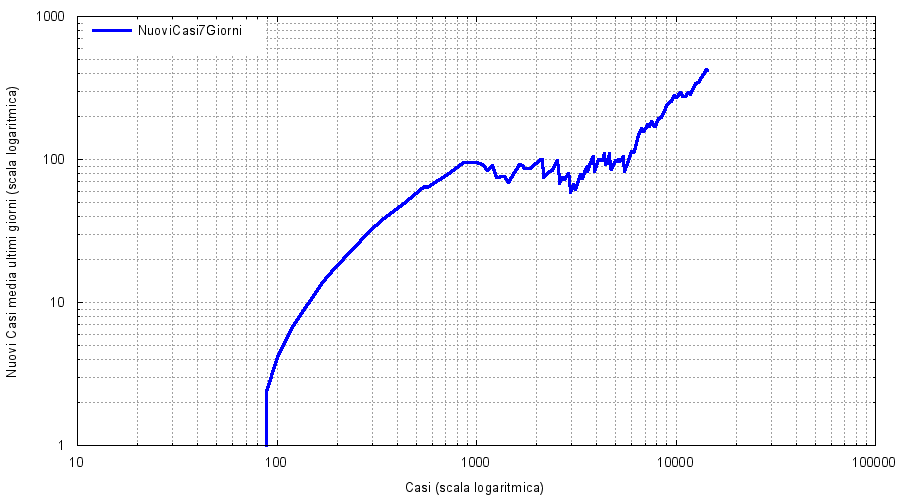 1000
NuoviCasi7Giorni
100
10
1
Nuovi Casi media ultimi giorni (scala logaritmica)
10 100 1000 10000 100000
Casi (scala logaritmica)